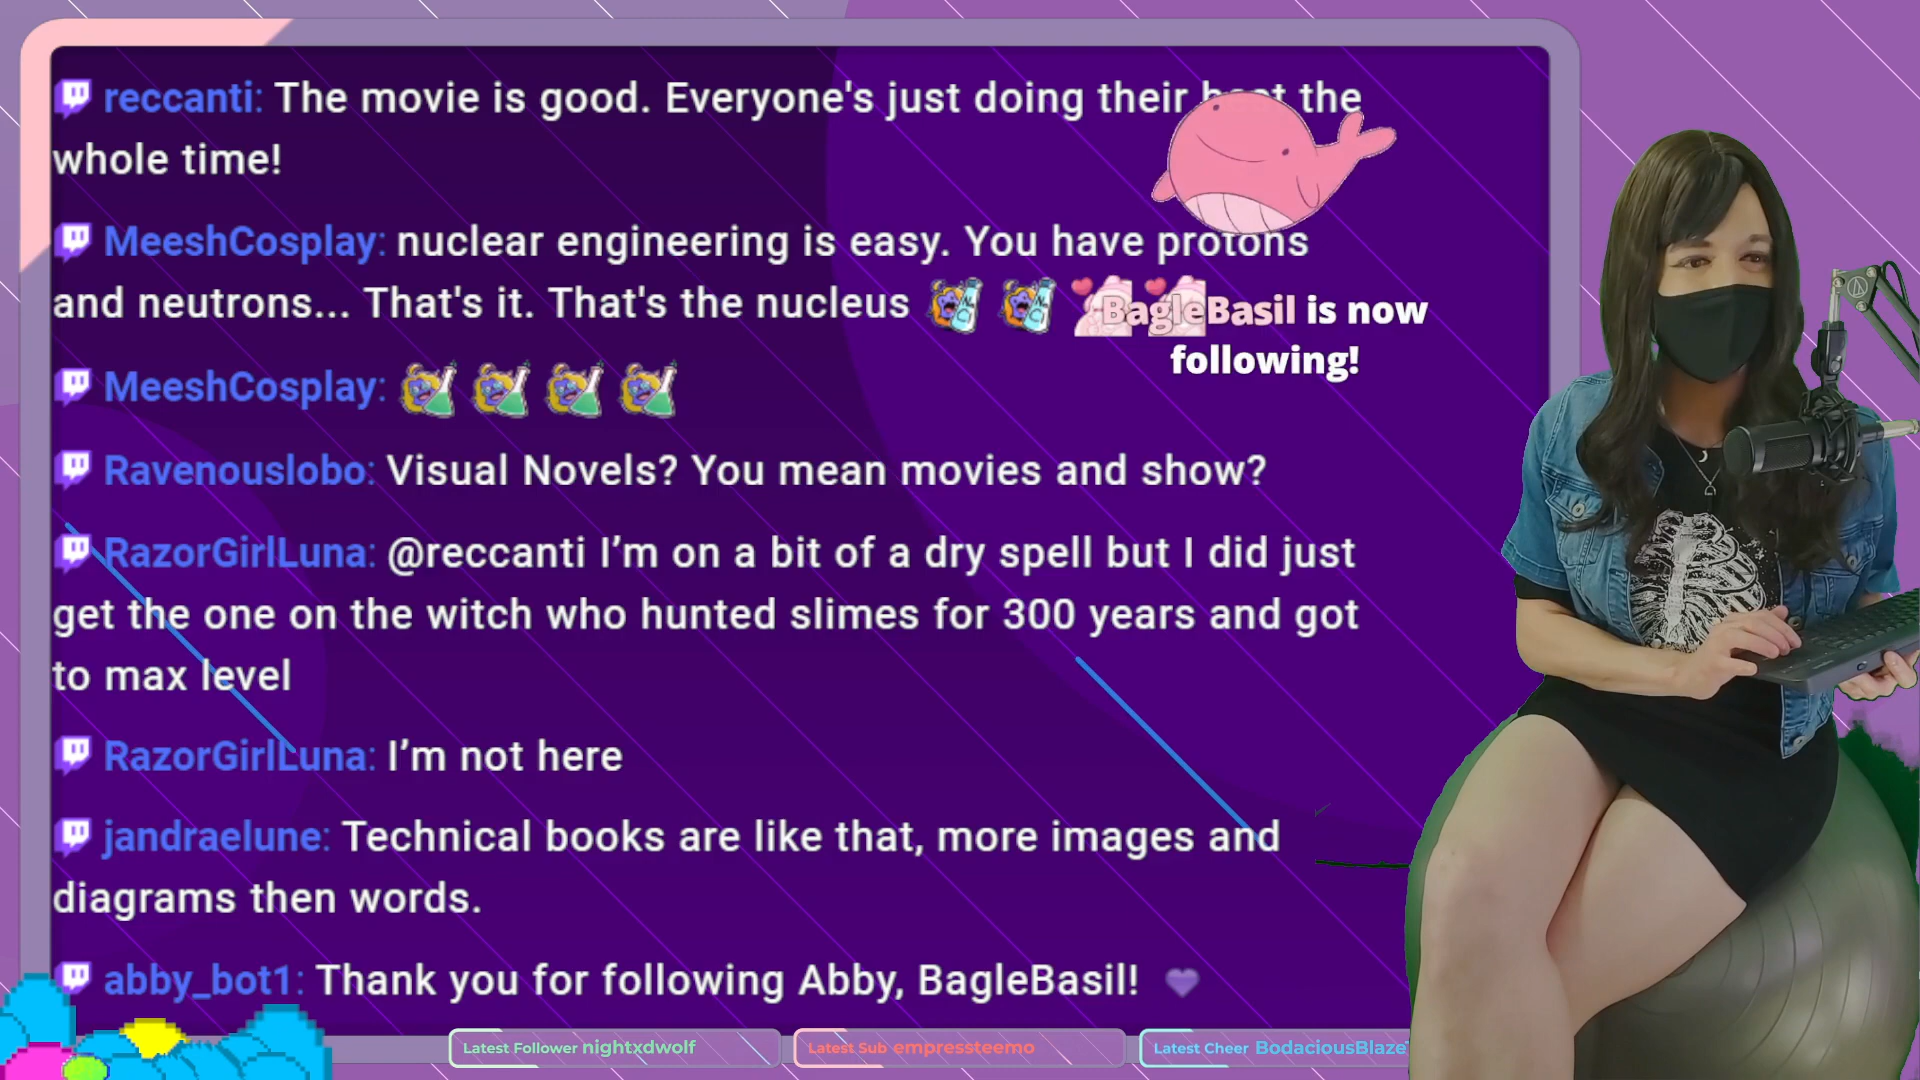 reccanti: The movie is good. Everyone's just doing their best the
whole time!
MeeshCosplay: nuclear engineering is easy. You have protons
and neutrons... That's it. That's the nucleus
BagleBasil is now
following!
MeeshCosplay:
Ravenouslobo: Visual Novels? You mean movies and show?
RazorGirlLuna: @reccanti I’m on a bit of a dry spell but I did just
get the one on the witch who hunted slimes for 300 years and got
to max level
RazorGirlLuna: I’m not here
jandraelune: Technical books are like that, more images and
diagrams then words.
abby_bot1: Thank you for following Abby, BagleBasil!
Latest Follower nightxdwolf
Latest Sub empressteemo
Latest Cheer BodaciousBlaze